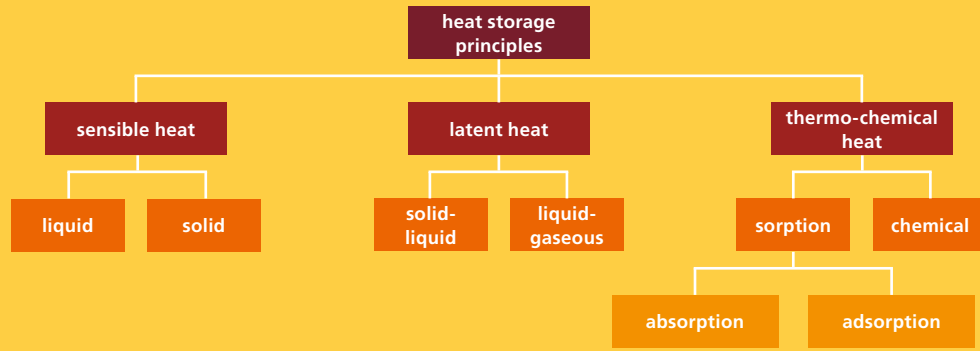 heat storage
principles
sensible heat
latent heat
thermo-chemical
heat
liquid
solid
solid-
liquid
liquid-
gaseous
sorption
chemical
absorption
adsorption